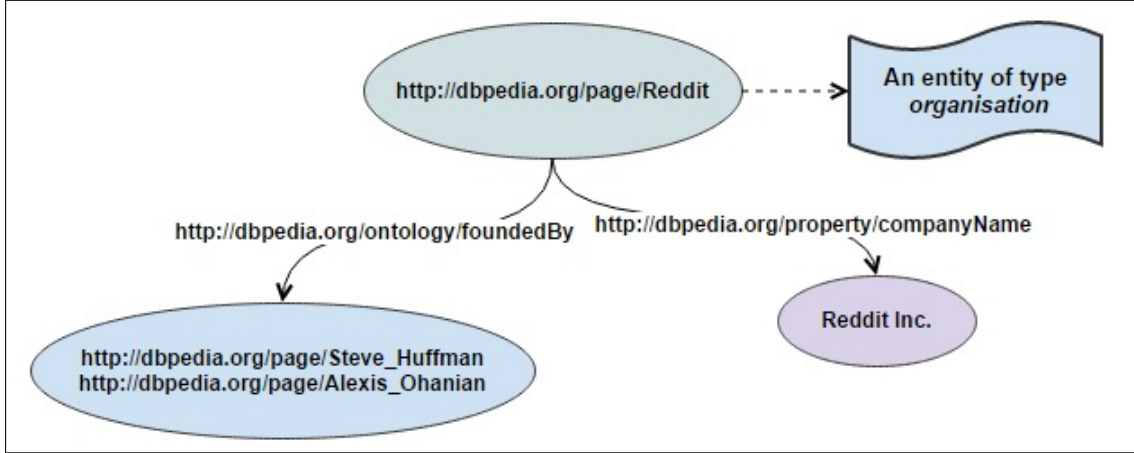 http://dbpedia.org/page/Reddit
An entity of type
organisation
http://dbpedia.org/ontology/foundedBy
http://dbpedia.org/property/companyName
Reddit Inc.
http://dbpedia.org/page/Steve_Huffman
http://dbpedia.org/page/Alexis_Ohanian